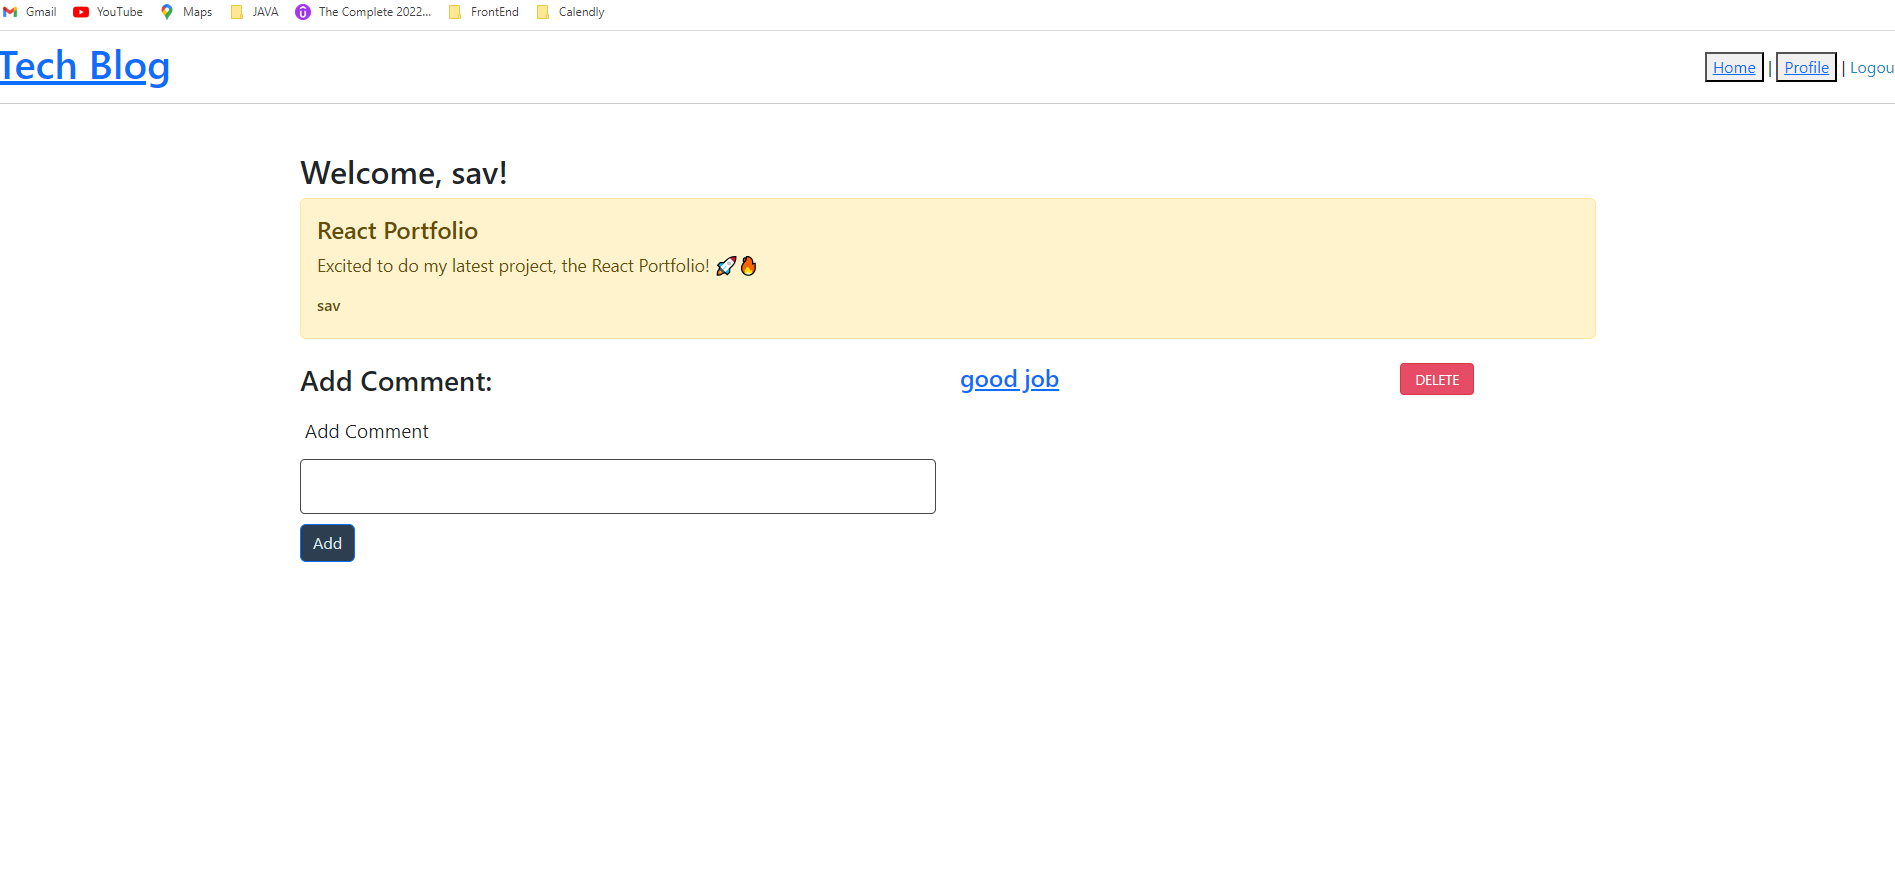 Gmail YouTube Maps JAVA The Complete 2022... FrontEnd Calendly
Tech Blog
Home | Profile | Logou
Welcome, sav!
React Portfolio
Excited to do my latest project, the React Portfolio! 🚀🔥
sav
Add Comment:
good job
DELETE
Add Comment
Add